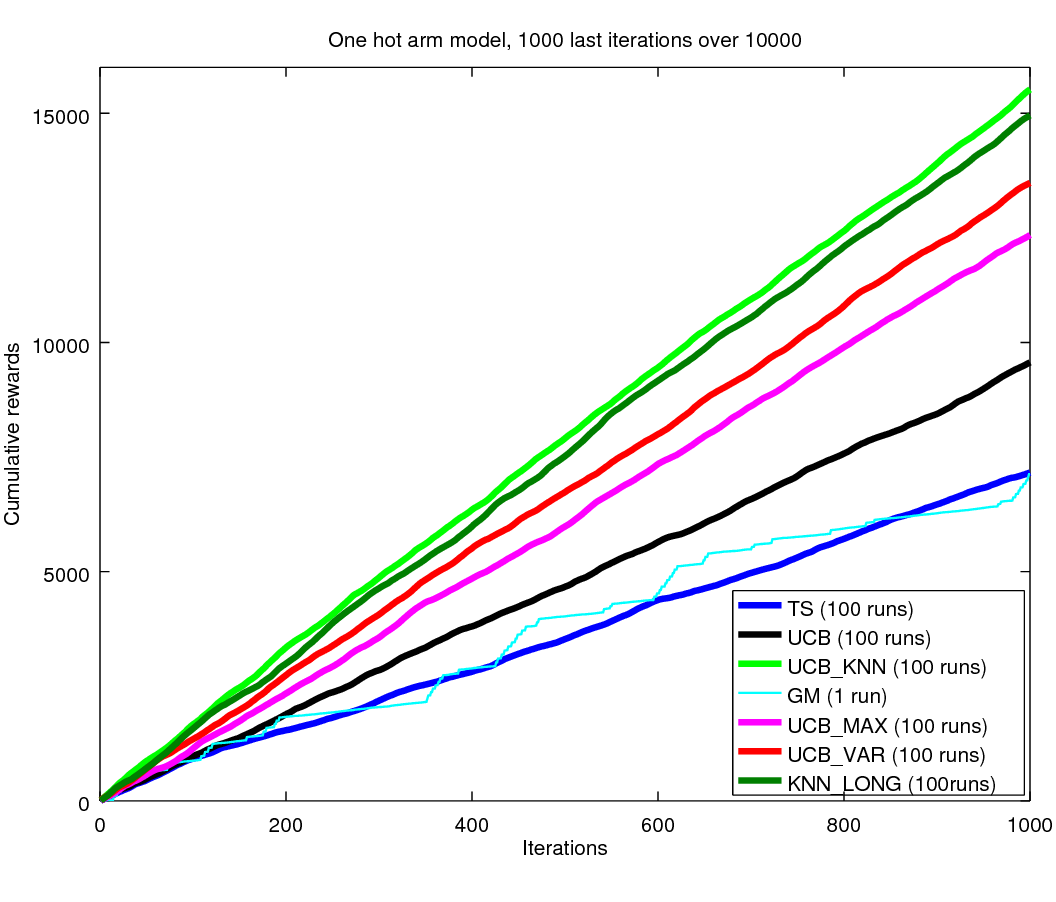 One hot arm model, 1000 last iterations over 10000
15000
10000
5000
0
Cumulative rewards
0 200 400 600 800 1000
Iterations
TS (100 runs)
UCB (100 runs)
UCB_KNN (100 runs)
GM (1 run)
UCB_MAX (100 runs)
UCB_VAR (100 runs)
KNN_LONG (100runs)